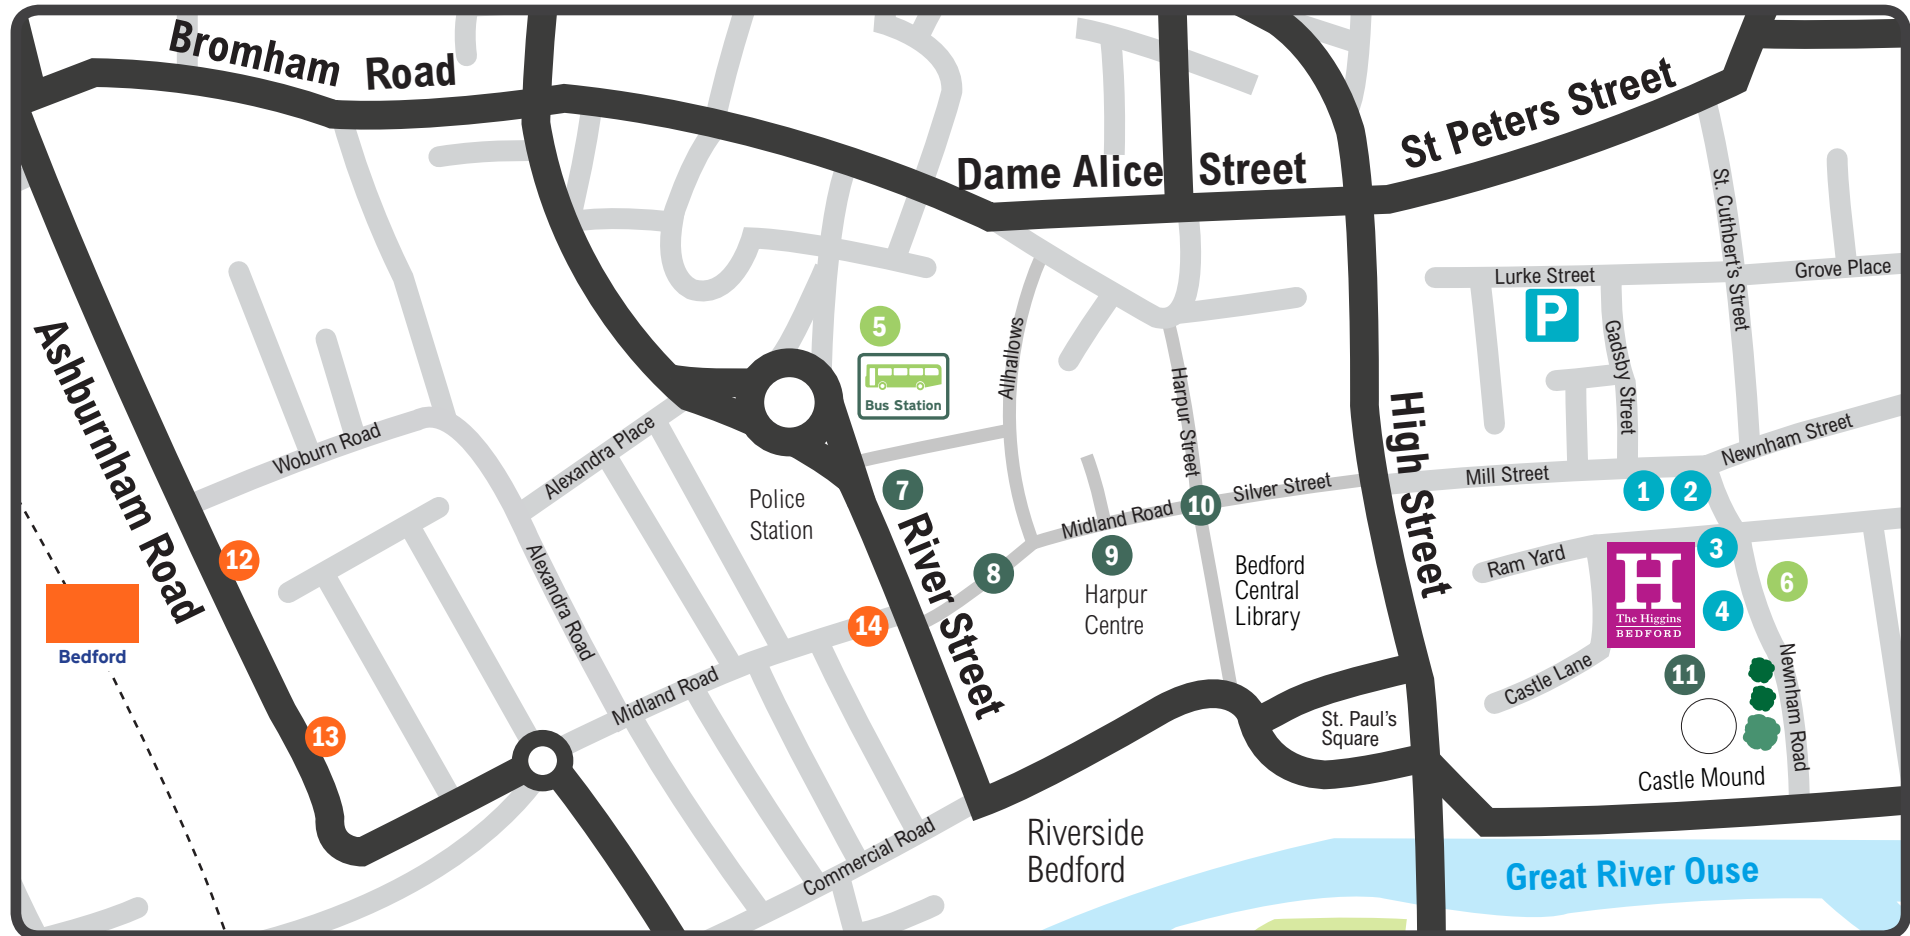 Bromham Road
Dame Alice Street
St Peters Street
St. Cuthbert's Street
Lurke Street
Grove Place
P
Gadsby Street
Ashburnham Road
5
Bus Station
Allhallows
Harpur Street
High Street
Woburn Road
Alexandra Place
Police
Station
7
River Street
Midland Road
10
Silver Street
Mill Street
Newnham Street
1
2
3
12
Alexandra Road
8
9
Harpur
Centre
Bedford
Central
Library
Ram Yard
H
The Higgins
BEDFORD
4
6
Bedford
14
Midland Road
Castle Lane
11
Newnham Road
13
St. Paul's
Square
Castle Mound
Commercial Road
Riverside
Bedford
Great River Ouse